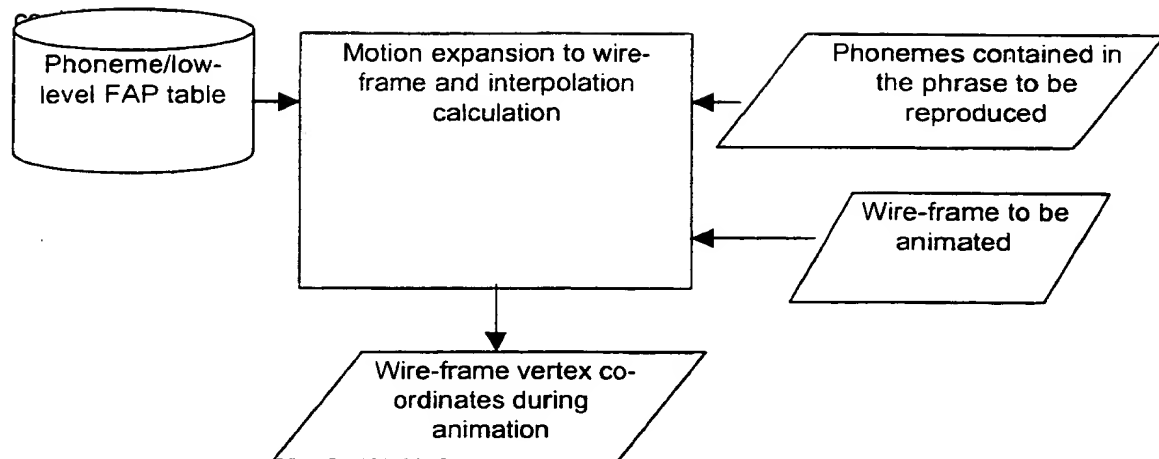 Phoneme/low-
level FAP table
Motion expansion to wire-
frame and interpolation
calculation
Phonemes contained in
the phrase to be
reproduced
Wire-frame to be
animated
Wire-frame vertex co-
ordinates during
animation